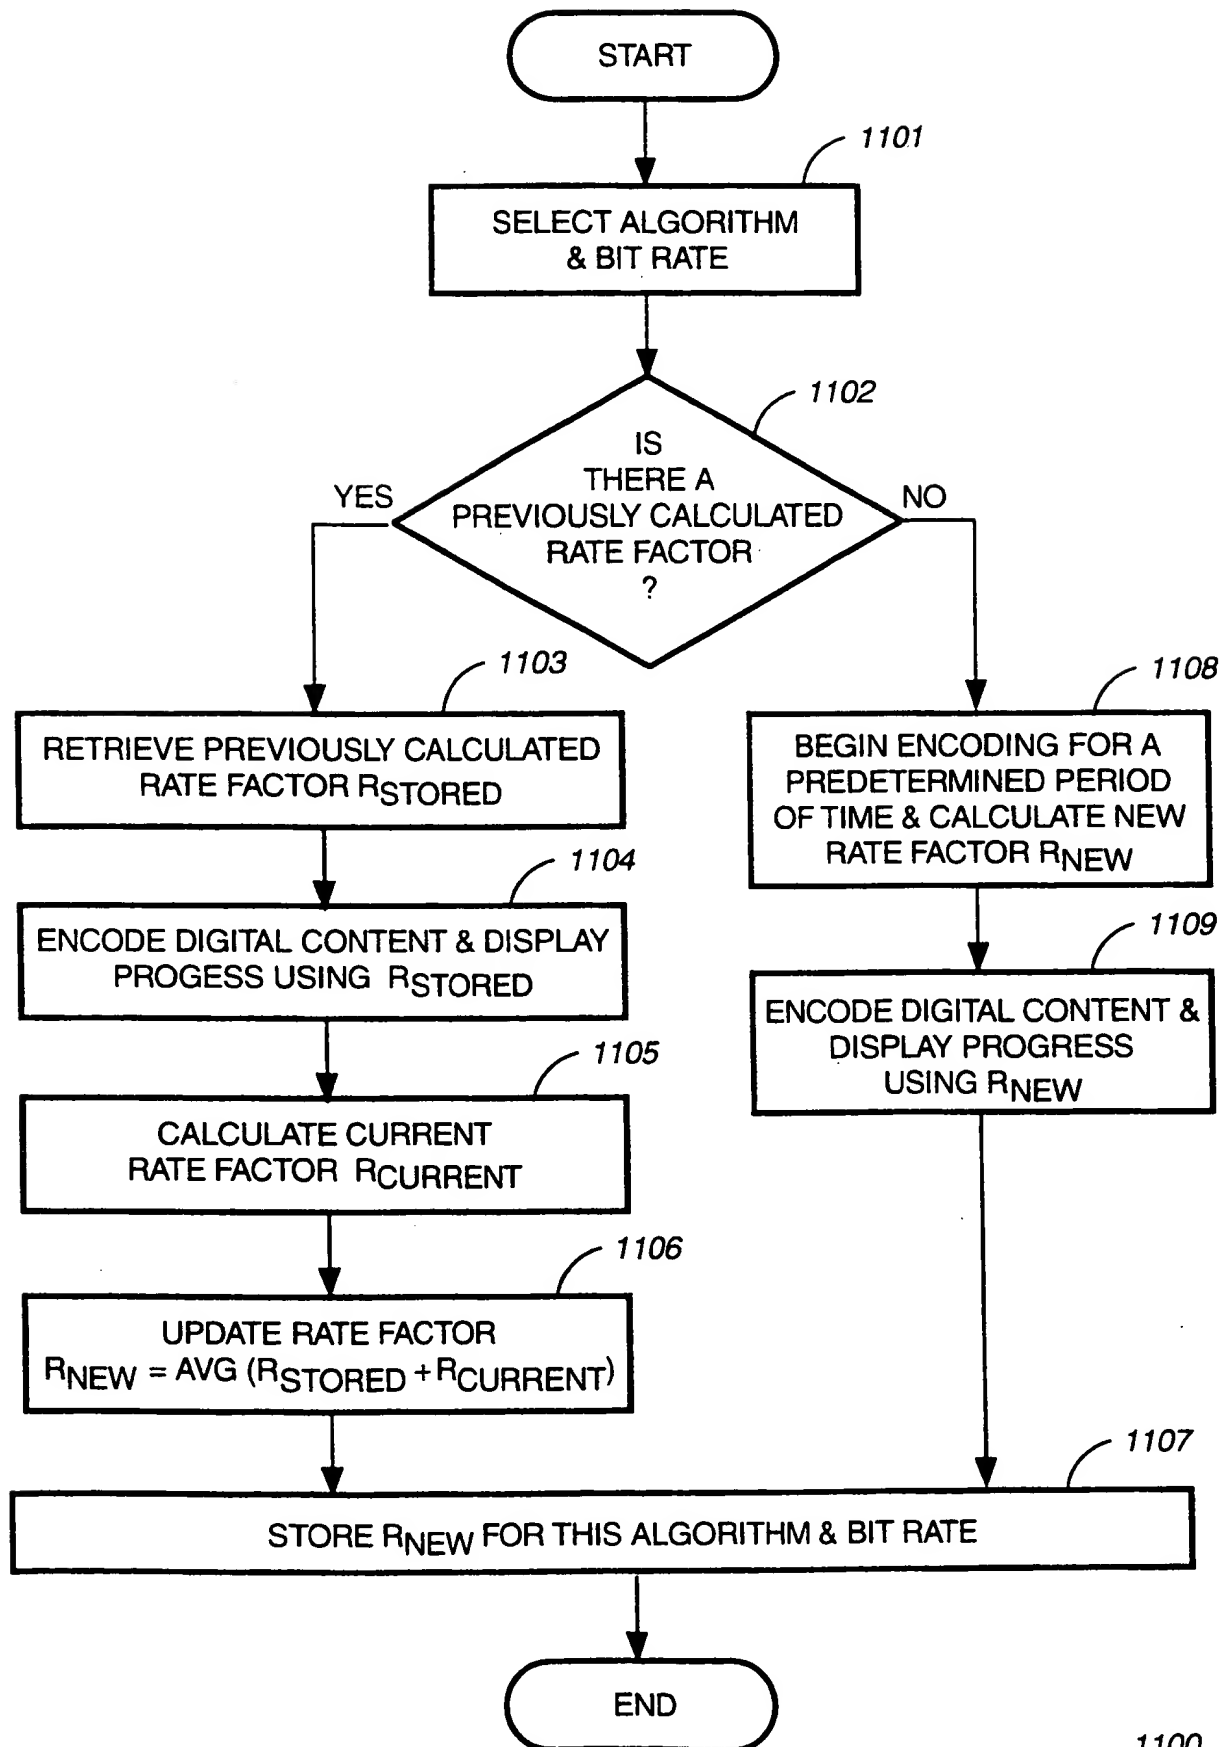 START
1101
SELECT ALGORITHM
& BIT RATE
1102
IS
THERE A
PREVIOUSLY CALCULATED
RATE FACTOR
?
YES
NO
1103
RETRIEVE PREVIOUSLY CALCULATED
RATE FACTOR RSTORED
1104
ENCODE DIGITAL CONTENT & DISPLAY
PROGESS USING RSTORED
1105
CALCULATE CURRENT
RATE FACTOR RCURRENT
1106
UPDATE RATE FACTOR
RNEW = AVG (RSTORED +RCURRENT)
1108
BEGIN ENCODING FOR A
PREDETERMINED PERIOD
OF TIME & CALCULATE NEW
RATE FACTOR RNEW
1109
ENCODE DIGITAL CONTENT &
DISPLAY PROGRESS
USING RNEW
1107
STORE RNEW FOR THIS ALGORITHM & BIT RATE
END
1100